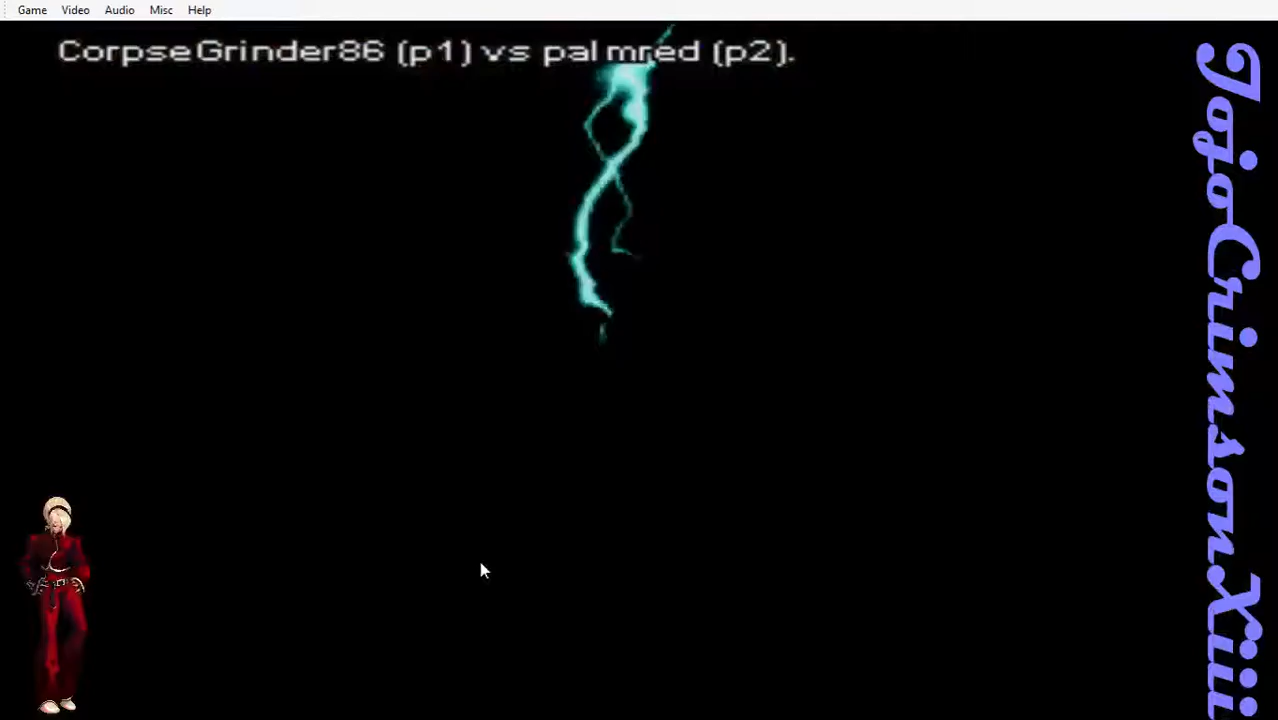 Game Video Audio Misc Help
CorpseGrinder86 (p1) vs palmred (p2).
JojoCrimsonXiii